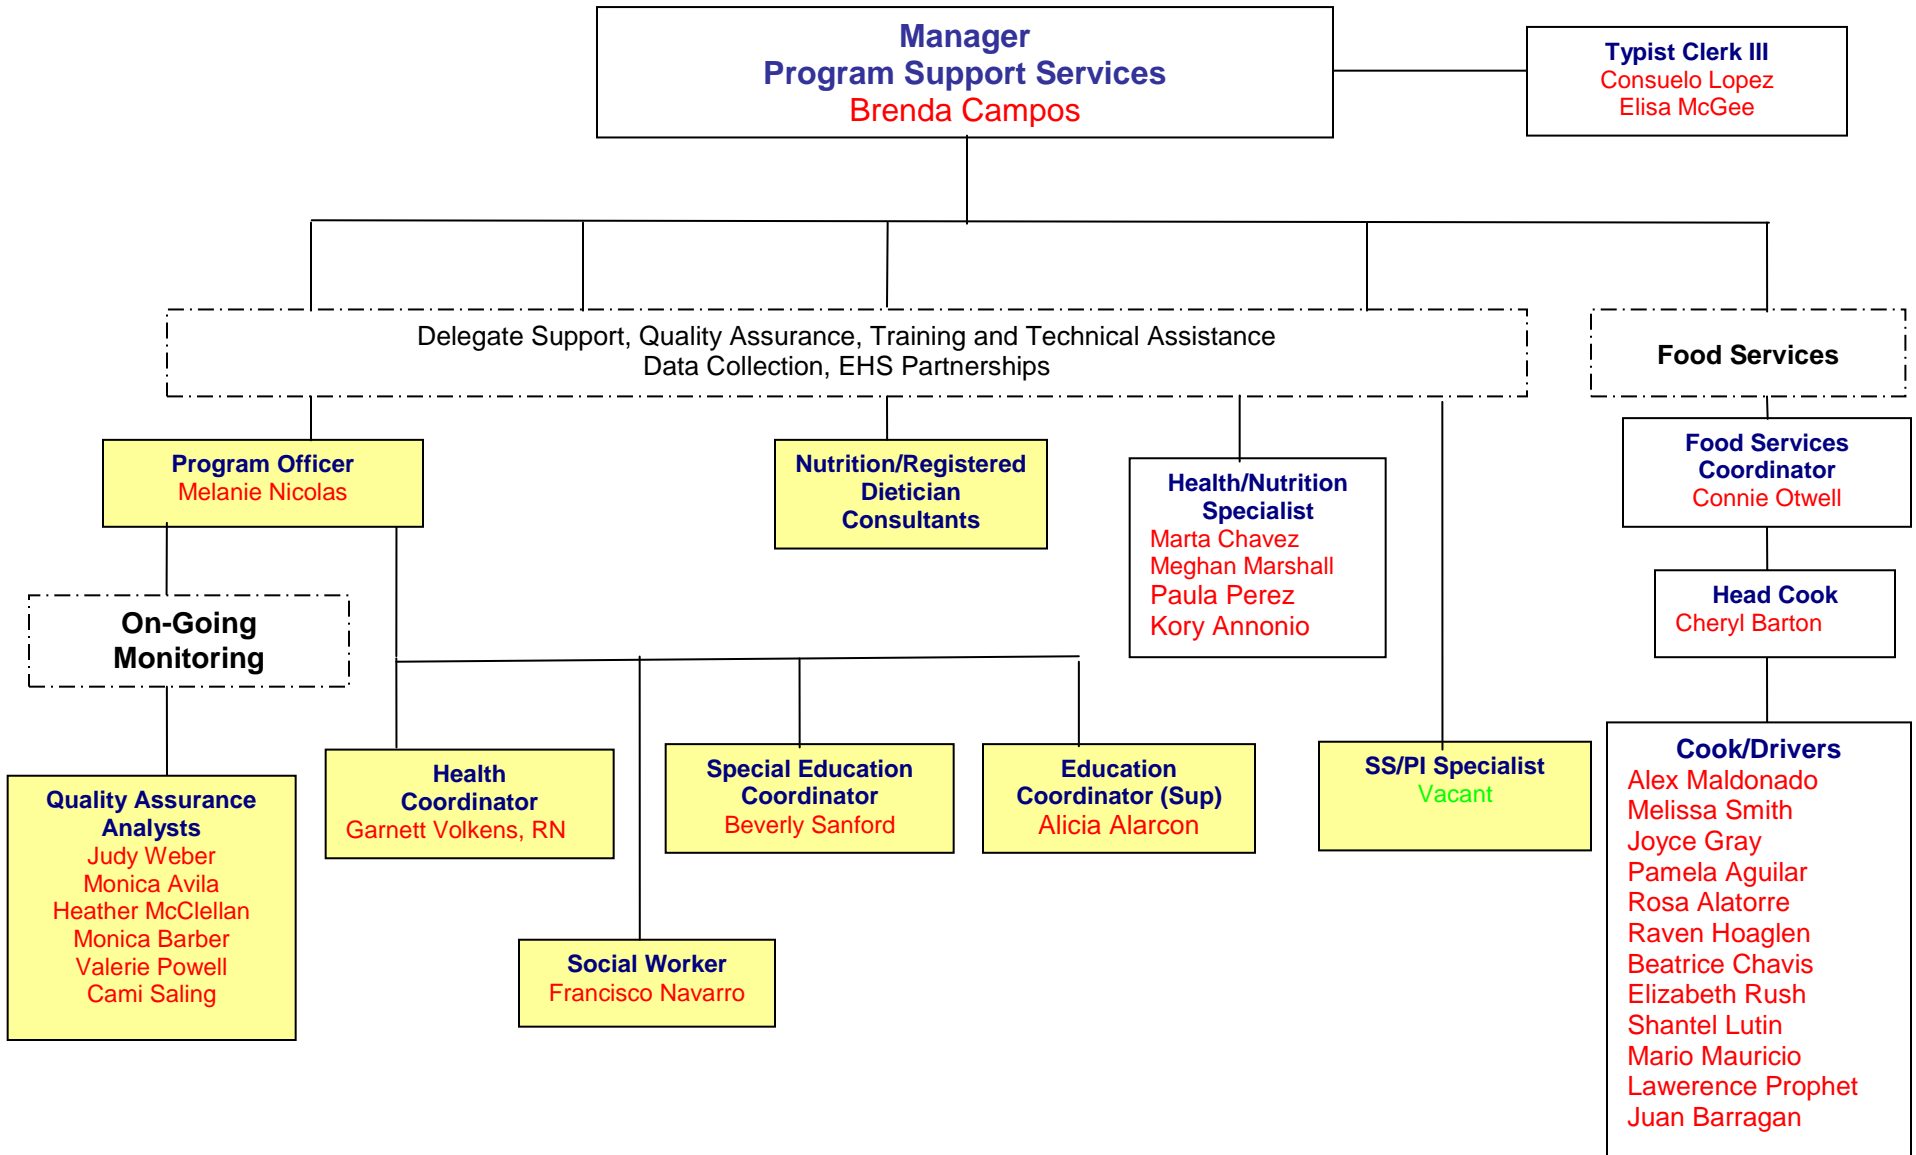 Manager
Program Support Services
Brenda Campos
Typist Clerk III
Consuelo Lopez
Elisa McGee
Delegate Support, Quality Assurance, Training and Technical Assistance
Data Collection, EHS Partnerships
Food Services
Program Officer
Melanie Nicolas
Nutrition/Registered
Dietician
Consultants
Health/Nutrition
Specialist
Marta Chavez
Meghan Marshall
Paula Perez
Kory Annonio
Food Services
Coordinator
Connie Otwell
Head Cook
Cheryl Barton
On-Going
Monitoring
Quality Assurance
Analysts
Judy Weber
Monica Avila
Heather McClellan
Monica Barber
Valerie Powell
Cami Saling
Health
Coordinator
Garnett Volkens, RN
Special Education
Coordinator
Beverly Sanford
Education
Coordinator (Sup)
Alicia Alarcon
SS/PI Specialist
Vacant
Social Worker
Francisco Navarro
Cook/Drivers
Alex Maldonado
Melissa Smith
Joyce Gray
Pamela Aguilar
Rosa Alatorre
Raven Hoaglen
Beatrice Chavis
Elizabeth Rush
Shantel Lutin
Mario Mauricio
Lawerence Prophet
Juan Barragan